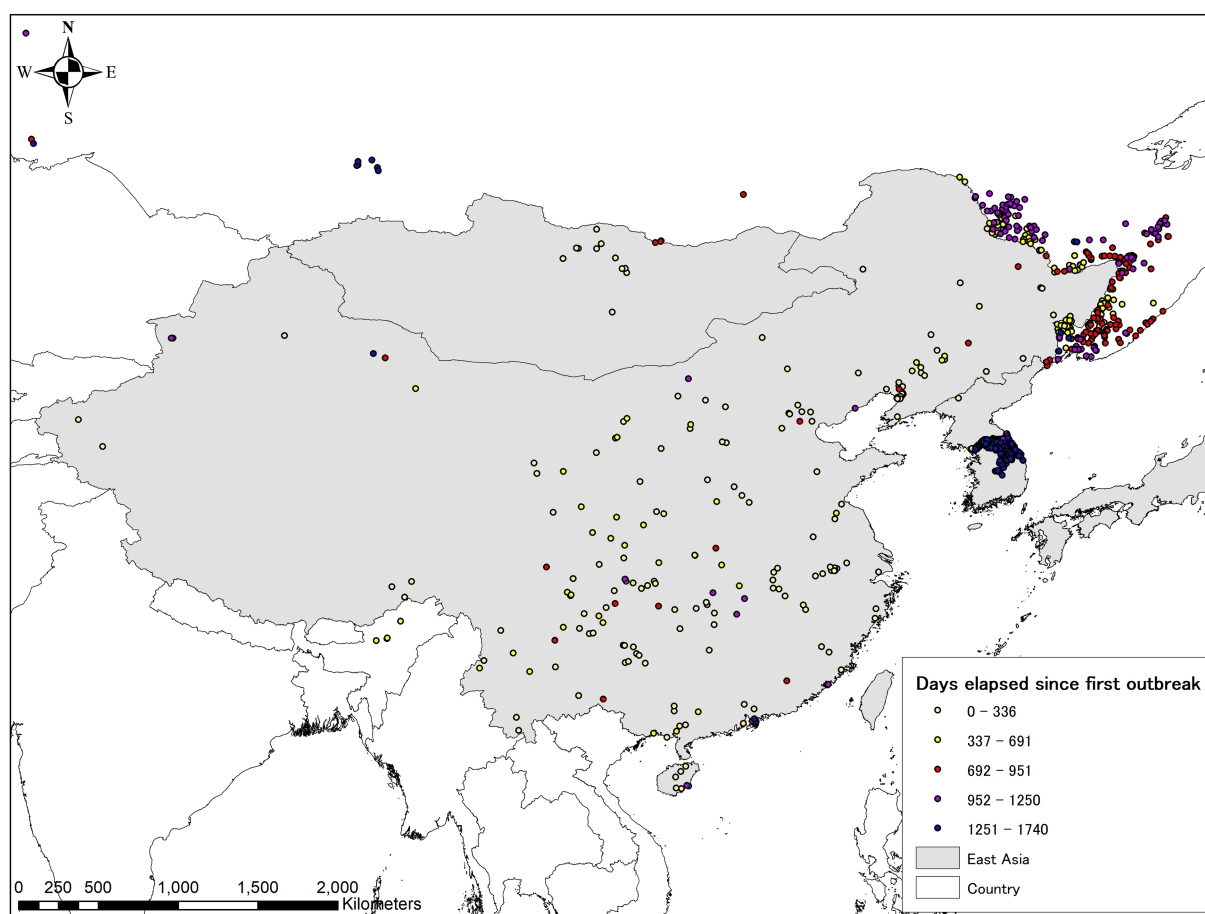 N
W E
S
Days elapsed since first outbreak
0 - 336
337 - 691
692 - 951
952 - 1250
1251 - 1740
East Asia
Country
0 250 500 1,000 1,500 2,000
Kilometers